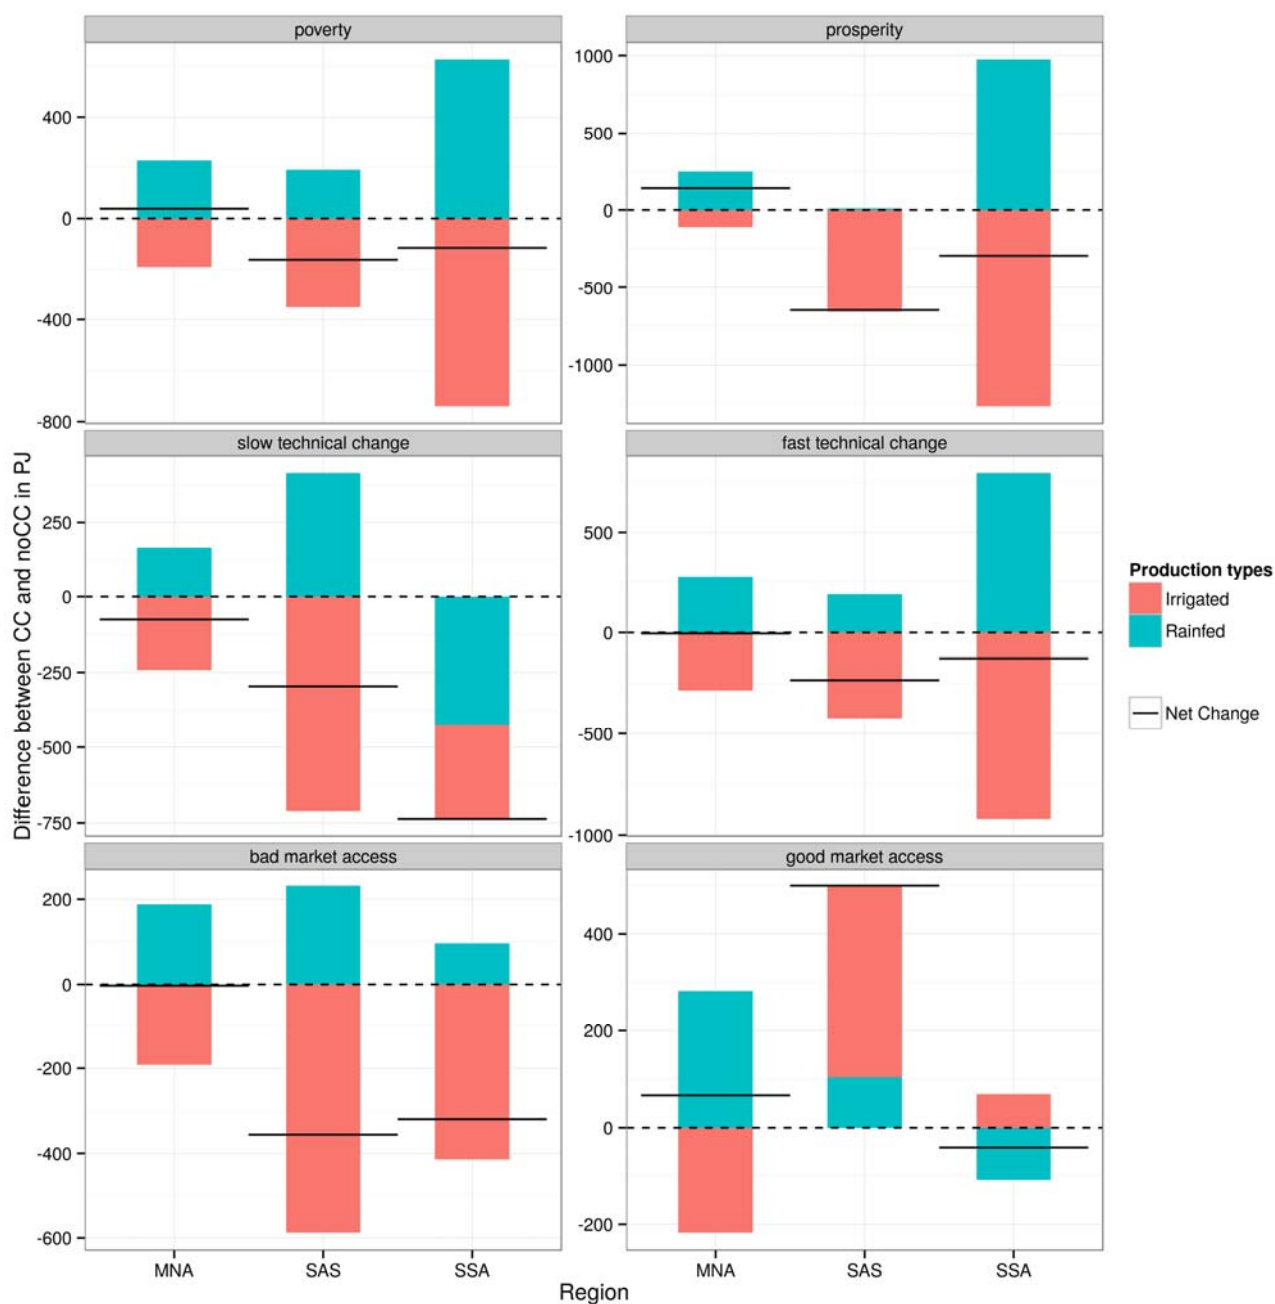 poverty
prosperity
400
0
-400
-800
1000
500
0
-500
-1000
slow technical change
fast technical change
250
0
-250
-500
-750
500
0
-500
-1000
bad market access
good market access
200
0
-200
-400
-600
400
200
0
-200
MNA SAS SSA
MNA SAS SSA
Region
Difference between CC and noCC in PJ
Production types
Irrigated
Rainfed
Net Change